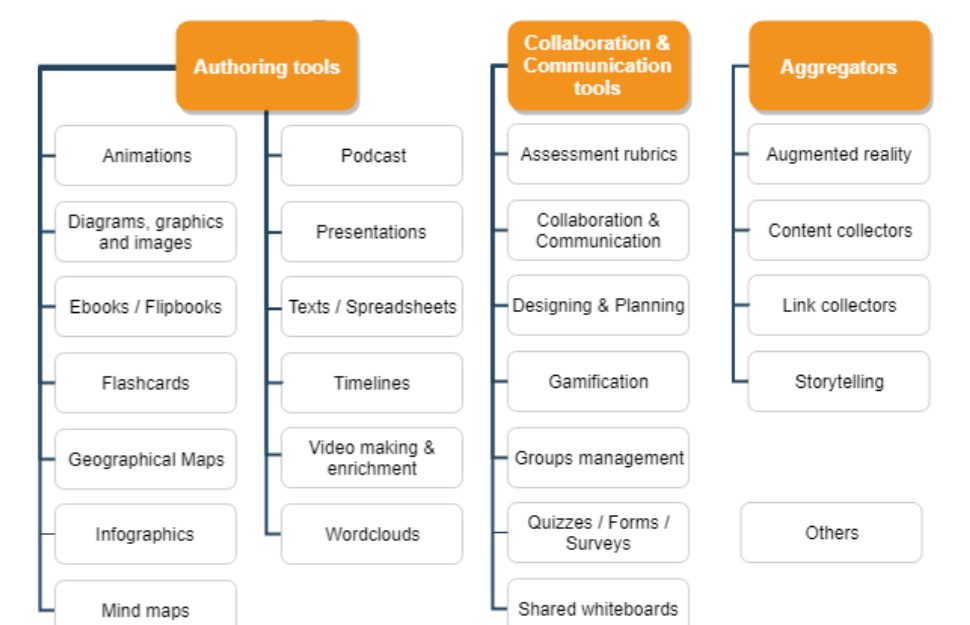 Authoring tools
Animations
Diagrams, graphics
and images
Ebooks / Flipbooks
Flashcards
Geographical Maps
Infographics
Mind maps
Podcast
Presentations
Texts / Spreadsheets
Timelines
Video making &
enrichment
Wordclouds
Collaboration &
Communication
tools
Assessment rubrics
Collaboration &
Communication
Designing & Planning
Gamification
Groups management
Quizzes / Forms /
Surveys
Shared whiteboards
Aggregators
Augmented reality
Content collectors
Link collectors
Storytelling
Others